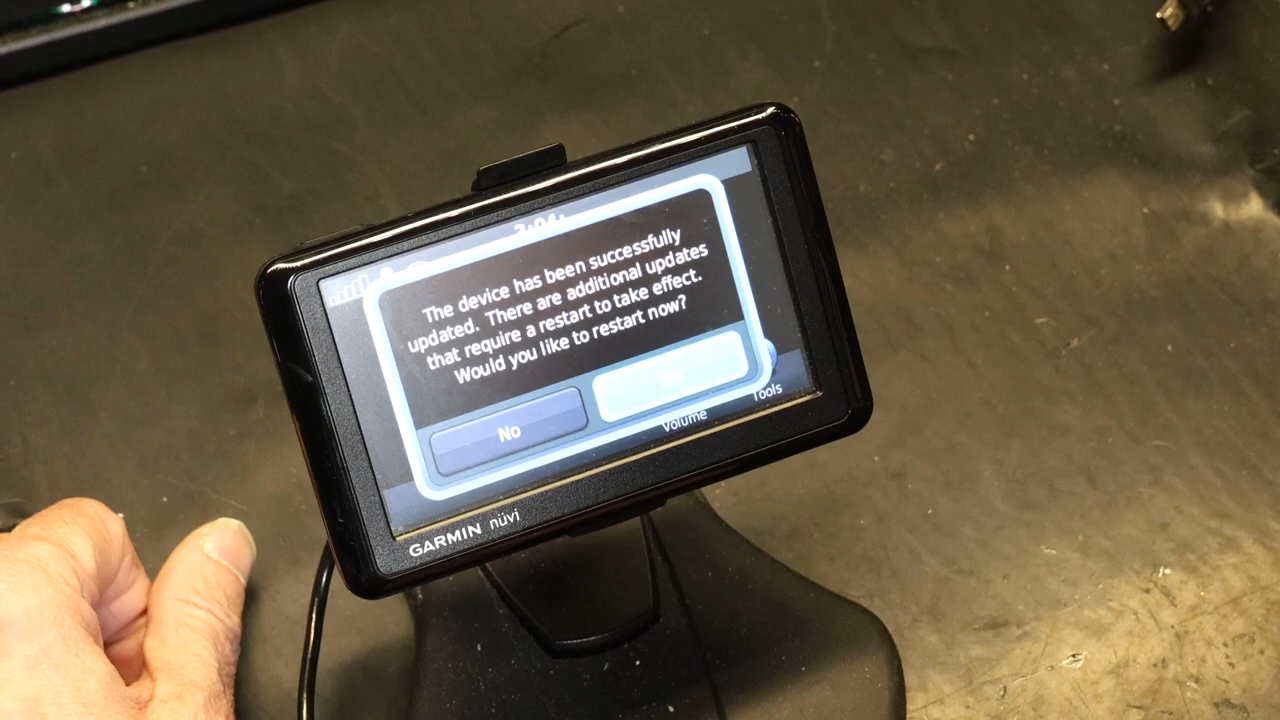 The device has been successfully
updated. There are additional updates
that require a restart to take effect.
Would you like to restart now?
No
Volume
Tools
GARMIN nüvi